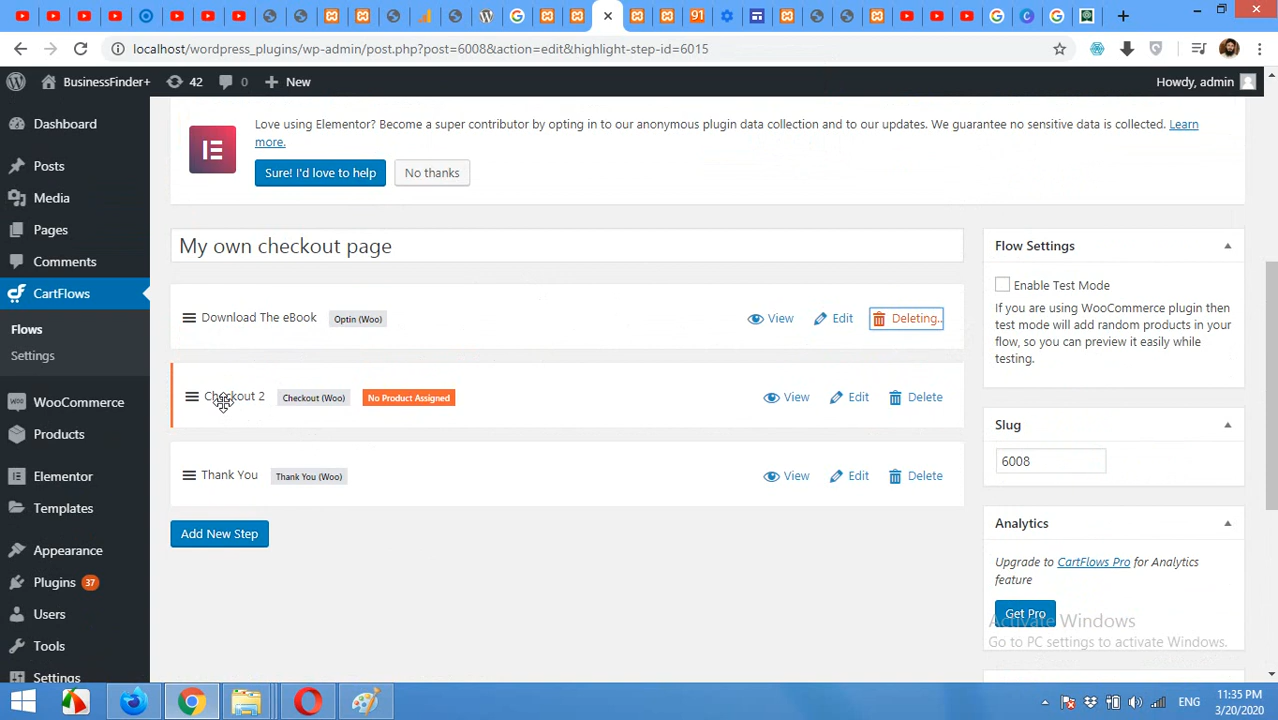 91
localhost/wordpress_plugins/wp-admin/post.php?post=6008&action=edit&highlight-step-id=6015
BusinessFinder+ 42 0 New Howdy, admin
Dashboard
Posts
Media
Pages
Comments
CartFlows
Flows
Settings
WooCommerce
Products
Elementor
Templates
Appearance
Plugins 37
Users
Tools
Settings
Love using Elementor? Become a super contributor by opting in to our anonymous plugin data collection and to our updates. We guarantee no sensitive data is collected. Learn
more.
Sure! I'd love to help No thanks
My own checkout page
Download The eBook Optin (Woo) View Edit Deleting..
Checkout 2 Checkout (Woo) No Product Assigned View Edit Delete
Thank You Thank You (Woo) View Edit Delete
Add New Step
Flow Settings
Enable Test Mode
If you are using WooCommerce plugin then
test mode will add random products in your
flow, so you can preview it easily while
testing.
Slug
6008
Analytics
Upgrade to CartFlows Pro for Analytics
feature
Get Pro
Activate Windows
Go to PC settings to activate Windows.
ENG
11:35 PM
3/20/2020